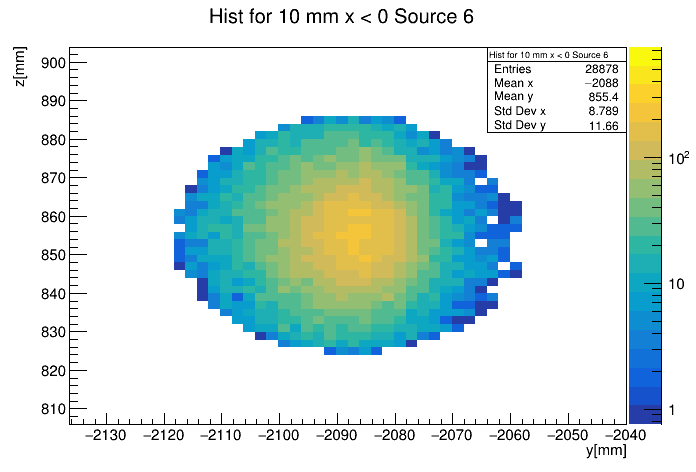 Hist for 10 mm x < 0 Source 6
z[mm]
Hist for 10 mm x < 0 Source 6
Entries 28878
Mean x −2088
Mean y 855.4
Std Dev x 8.789
Std Dev y 11.66
900
890
880
870
860
850
840
830
820
810
10²
10
1
−2130 −2120 −2110 −2100 −2090 −2080 −2070 −2060 −2050 −2040
y[mm]